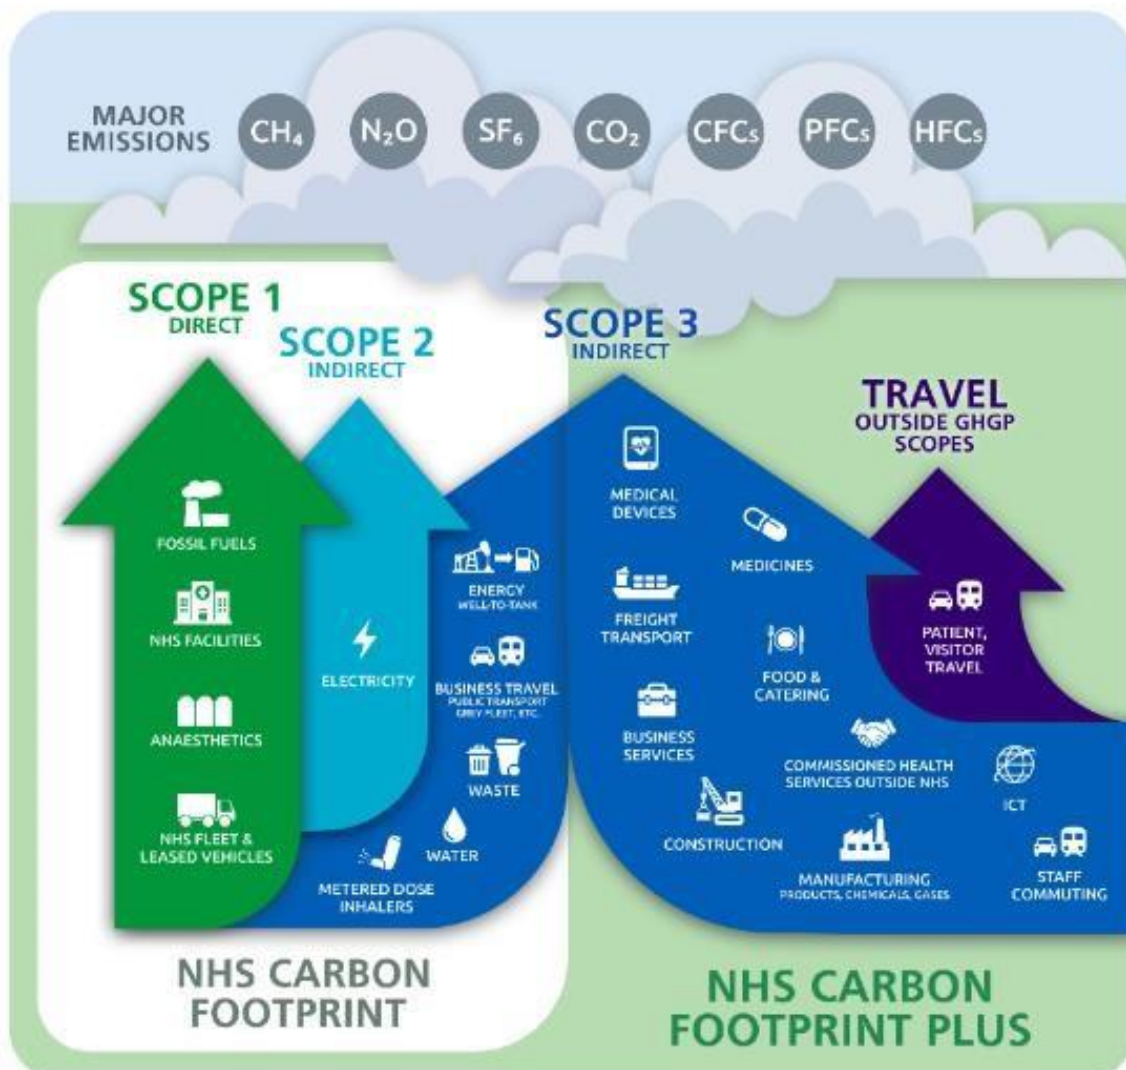 MAJOR
EMISSIONS
CH₄
N₂O
SF₆
CO₂
CFCs
PFCs
HFCs
SCOPE 1
DIRECT
FOSSIL FUELS
NHS FACILITIES
ANAESTHETICS
NHS FLEET &
LEASED VEHICLES
SCOPE 2
INDIRECT
ELECTRICITY
SCOPE 3
INDIRECT
ENERGY
WELL-TO-TANK
BUSINESS TRAVEL
PUBLIC TRANSPORT
GREY FLEET, ETC.
WASTE
WATER
METERED DOSE
INHALERS
MEDICAL
DEVICES
MEDICINES
FREIGHT
TRANSPORT
FOOD &
CATERING
BUSINESS
SERVICES
COMMISSIONED HEALTH
SERVICES OUTSIDE NHS
ICT
CONSTRUCTION
MANUFACTURING
PRODUCTS, CHEMICALS, GASES
STAFF
COMMUTING
TRAVEL
OUTSIDE GHGP
SCOPES
PATIENT,
VISITOR
TRAVEL
NHS CARBON
FOOTPRINT
NHS CARBON
FOOTPRINT PLUS